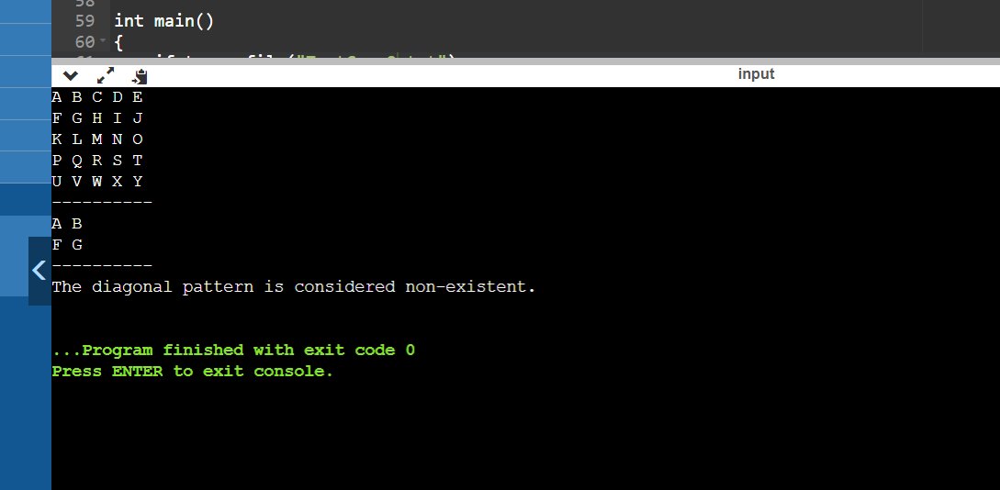 59 int main()
60 {
input
A B C D E
F G H I J
K L M N O
P Q R S T
U V W X Y
----------
A B
F G
----------
The diagonal pattern is considered non-existent.
...Program finished with exit code 0
Press ENTER to exit console.